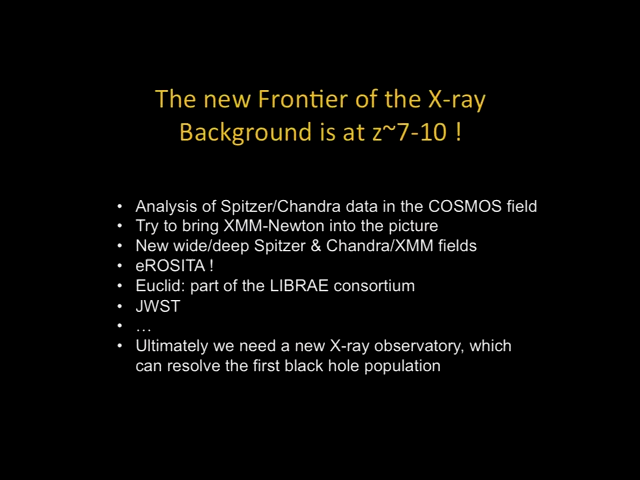 The new Frontier of the X-ray
Background is at z~7-10 !
• Analysis of Spitzer/Chandra data in the COSMOS field
• Try to bring XMM-Newton into the picture
• New wide/deep Spitzer & Chandra/XMM fields
• eROSITA !
• Euclid: part of the LIBRAE consortium
• JWST
• …
• Ultimately we need a new X-ray observatory, which
can resolve the first black hole population